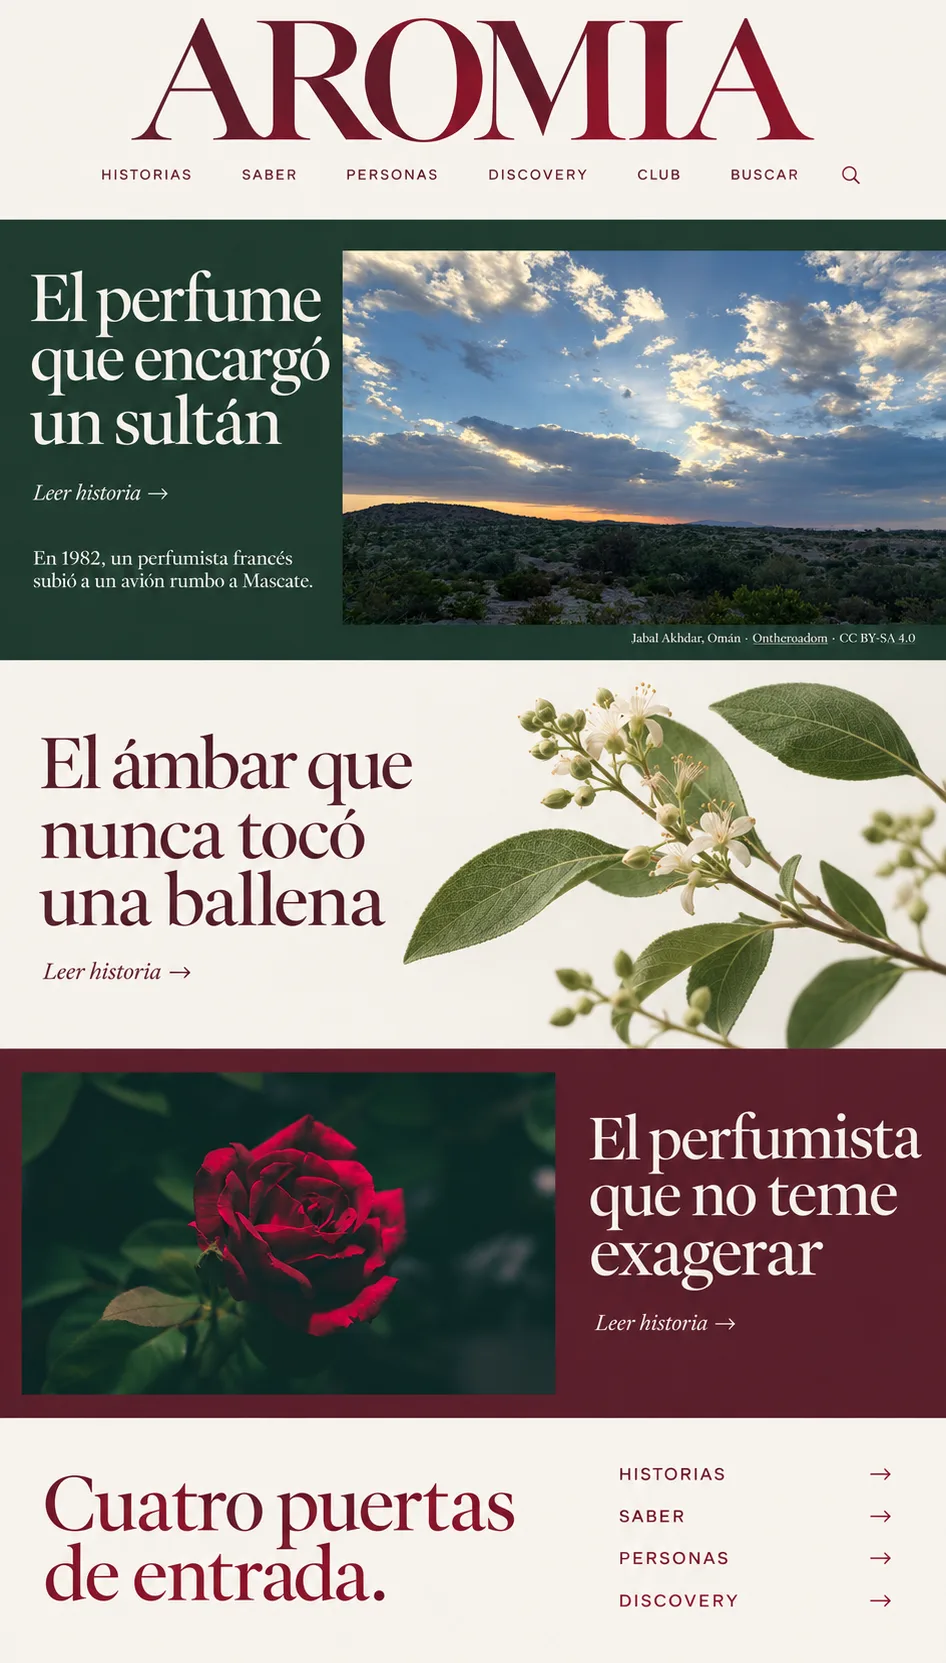 AROMIA
HISTORIAS SABER PERSONAS DISCOVERY CLUB BUSCAR
El perfume
que encargó
un sultán
Leer historia →
En 1982, un perfumista francés
subió a un avión rumbo a Mascate.
Jabal Akhdar, Omán · Ontheroadom · CC BY-SA 4.0
El ámbar que
nunca tocó
una ballena
Leer historia →
El perfumista
que no teme
exagerar
Leer historia →
Cuatro puertas
de entrada.
HISTORIAS →
SABER →
PERSONAS →
DISCOVERY →